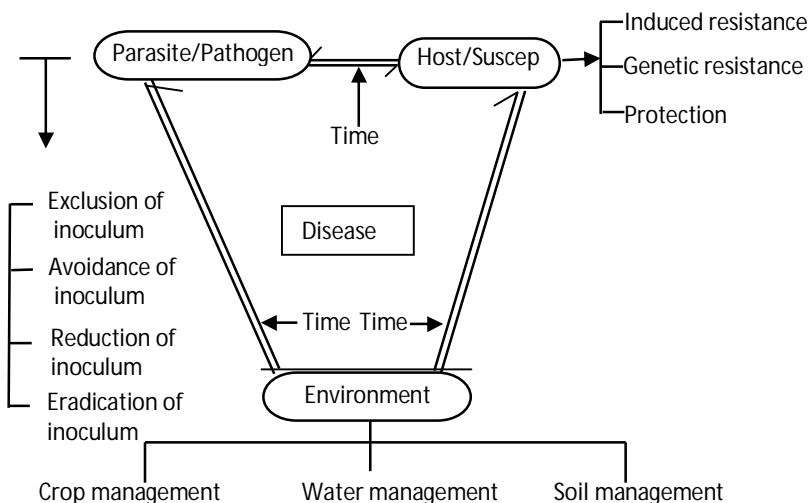 Parasite/Pathogen
Host/Suscep
Induced resistance
Genetic resistance
Protection
Time
Exclusion of
inoculum
Avoidance of
inoculum
Reduction of
inoculum
Eradication of
inoculum
Disease
Time Time
Environment
Crop management
Water management
Soil management